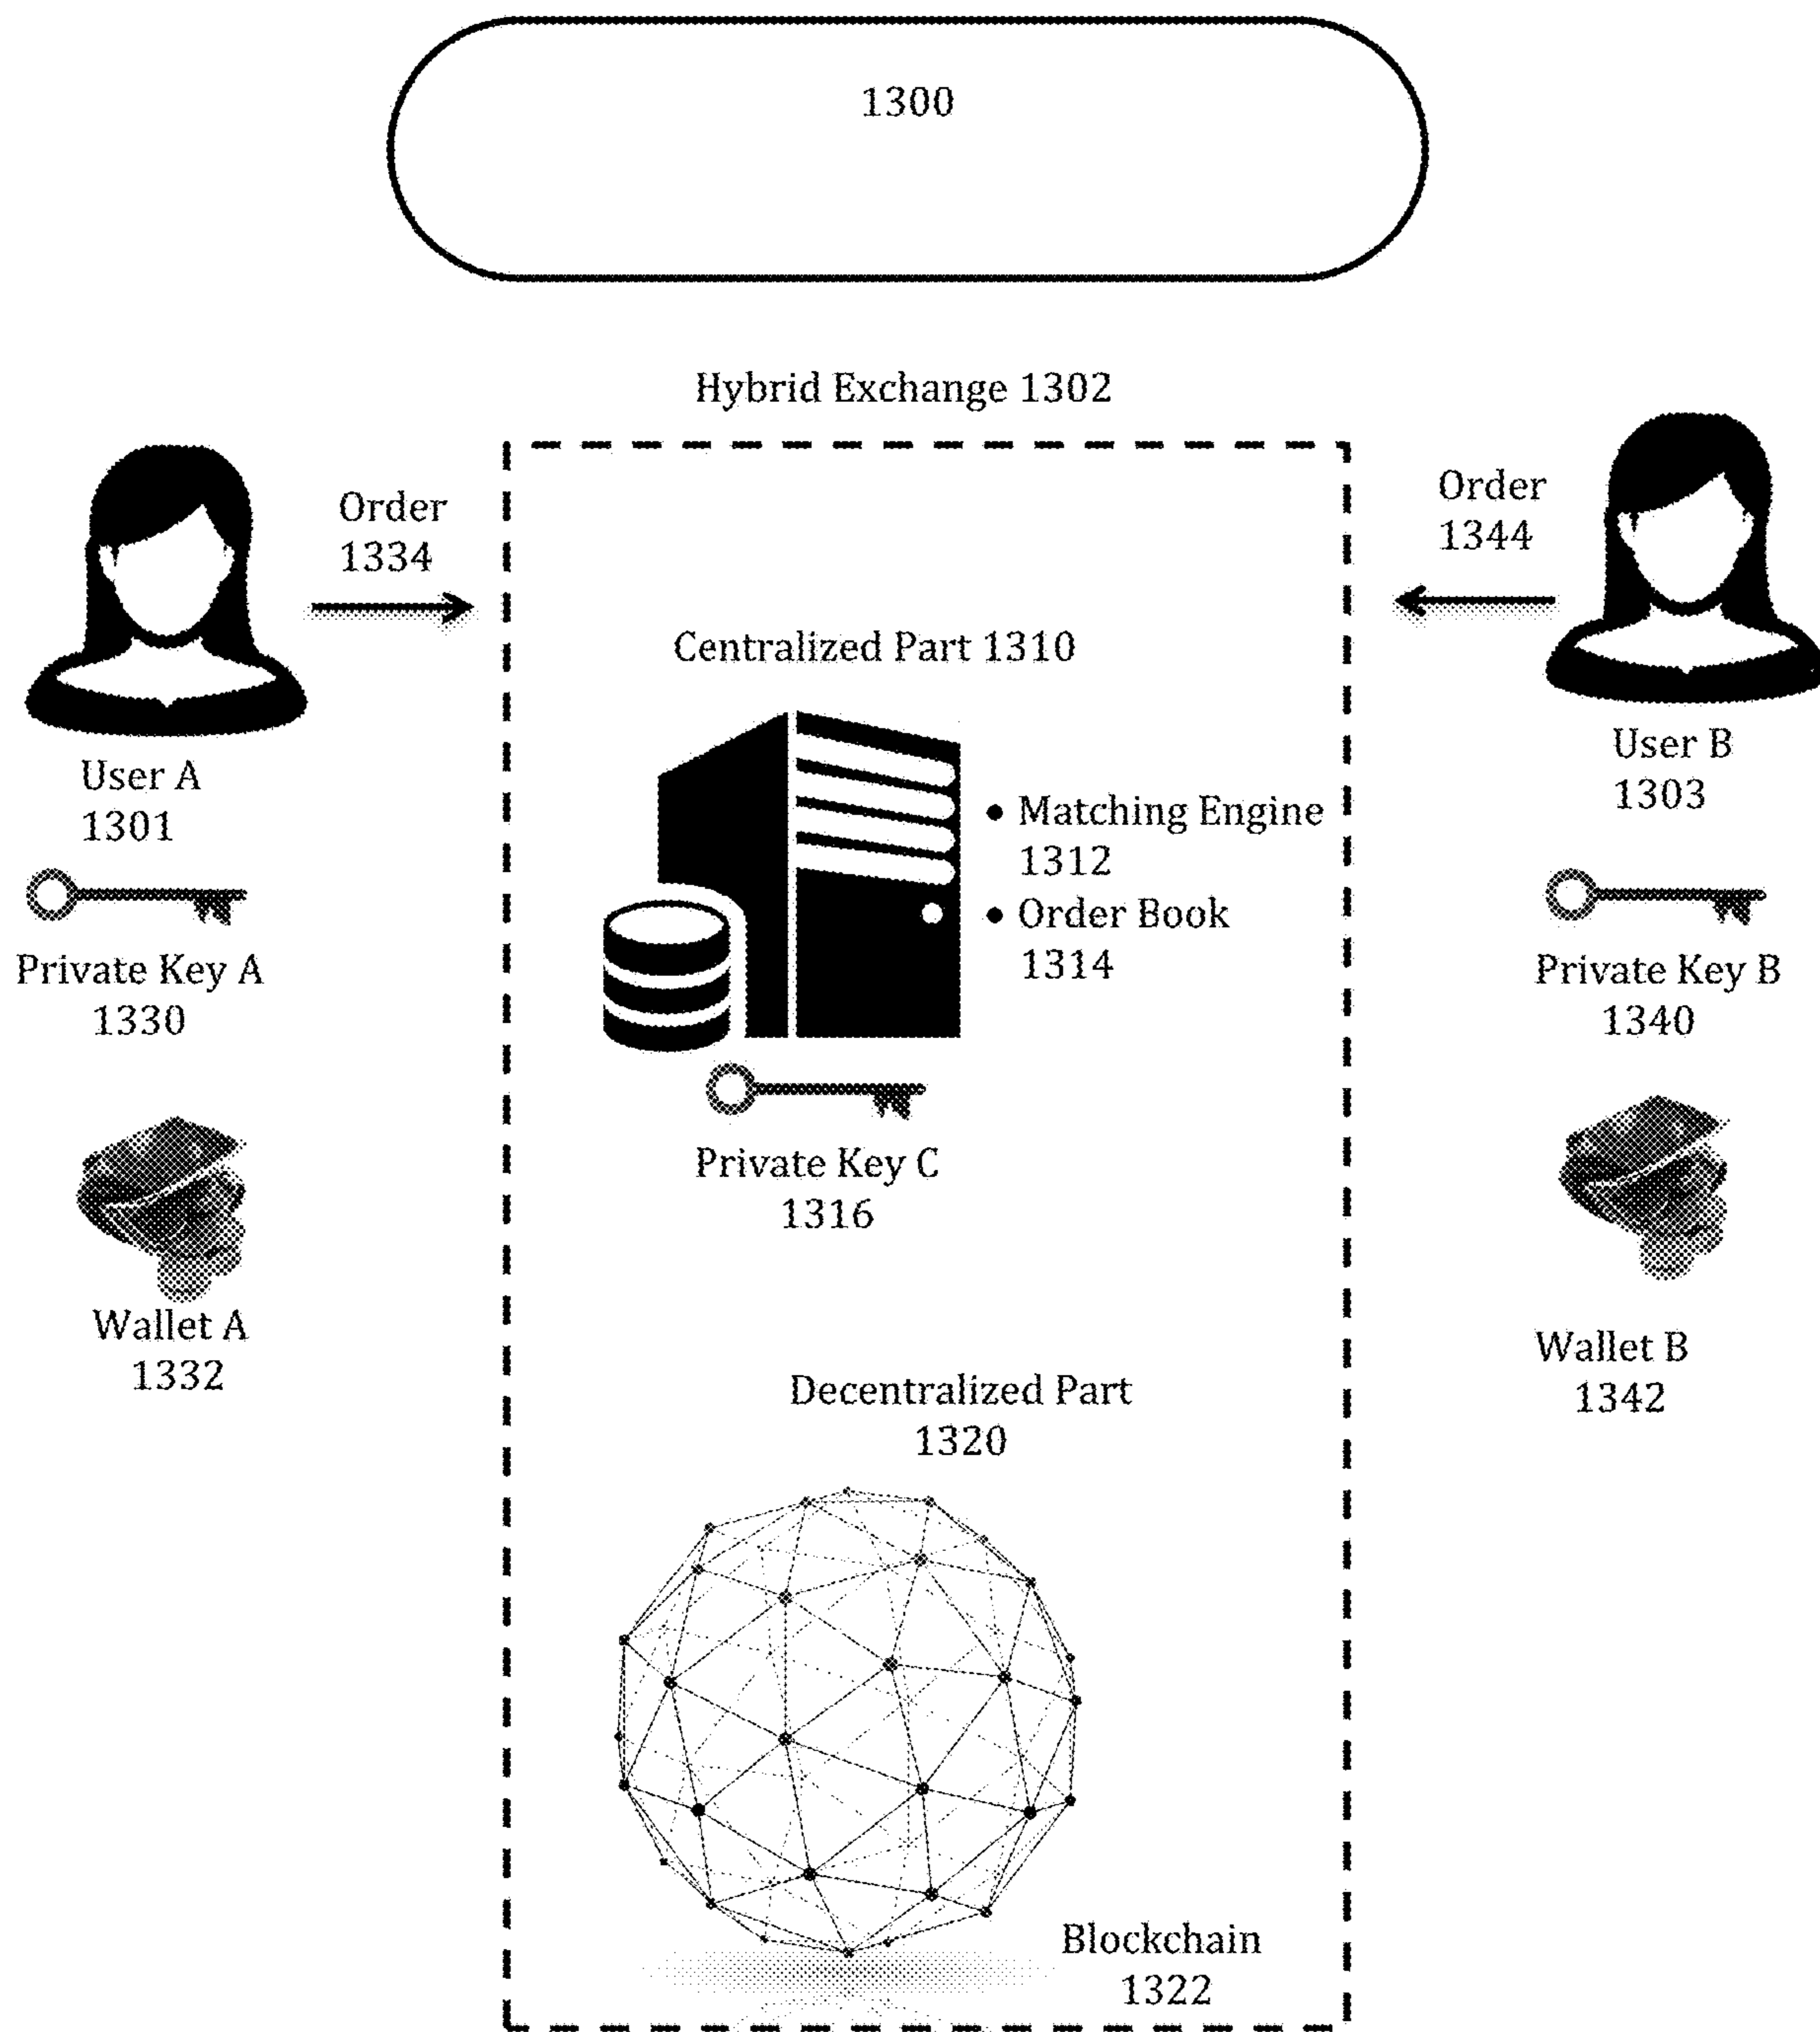 1300
Hybrid Exchange 1302
Order
1334
User A
1301
Private Key A
1330
Wallet A
1332
Centralized Part 1310
• Matching Engine
1312
• Order Book
1314
Private Key C
1316
Decentralized Part
1320
Blockchain
1322
Order
1344
User B
1303
Private Key B
1340
Wallet B
1342